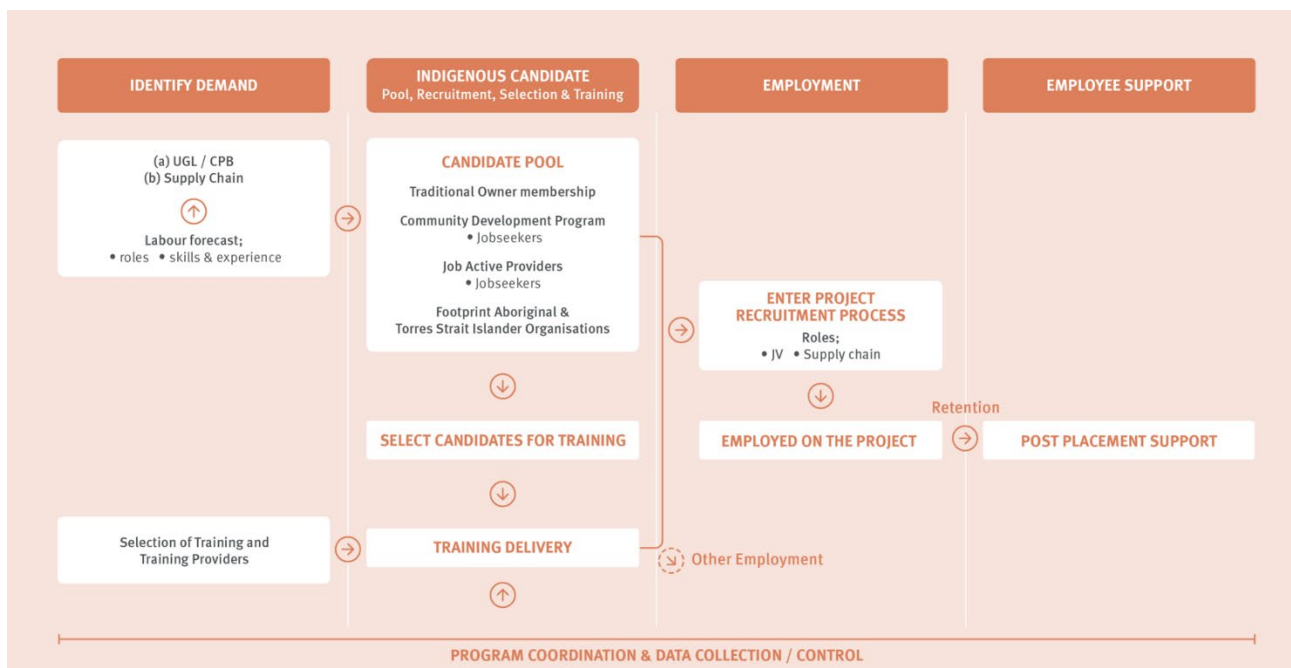 IDENTIFY DEMAND
INDIGENOUS CANDIDATE
Pool, Recruitment, Selection & Training
EMPLOYMENT
EMPLOYEE SUPPORT
(a) UGL / CPB
(b) Supply Chain
Labour forecast;
• roles • skills & experience
CANDIDATE POOL
Traditional Owner membership
Community Development Program
• Jobseekers
Job Active Providers
• Jobseekers
Footprint Aboriginal &
Torres Strait Islander Organisations
ENTER PROJECT
RECRUITMENT PROCESS
Roles;
• JV • Supply chain
Retention
SELECT CANDIDATES FOR TRAINING
EMPLOYED ON THE PROJECT
POST PLACEMENT SUPPORT
Selection of Training and
Training Providers
TRAINING DELIVERY
Other Employment
PROGRAM COORDINATION & DATA COLLECTION / CONTROL